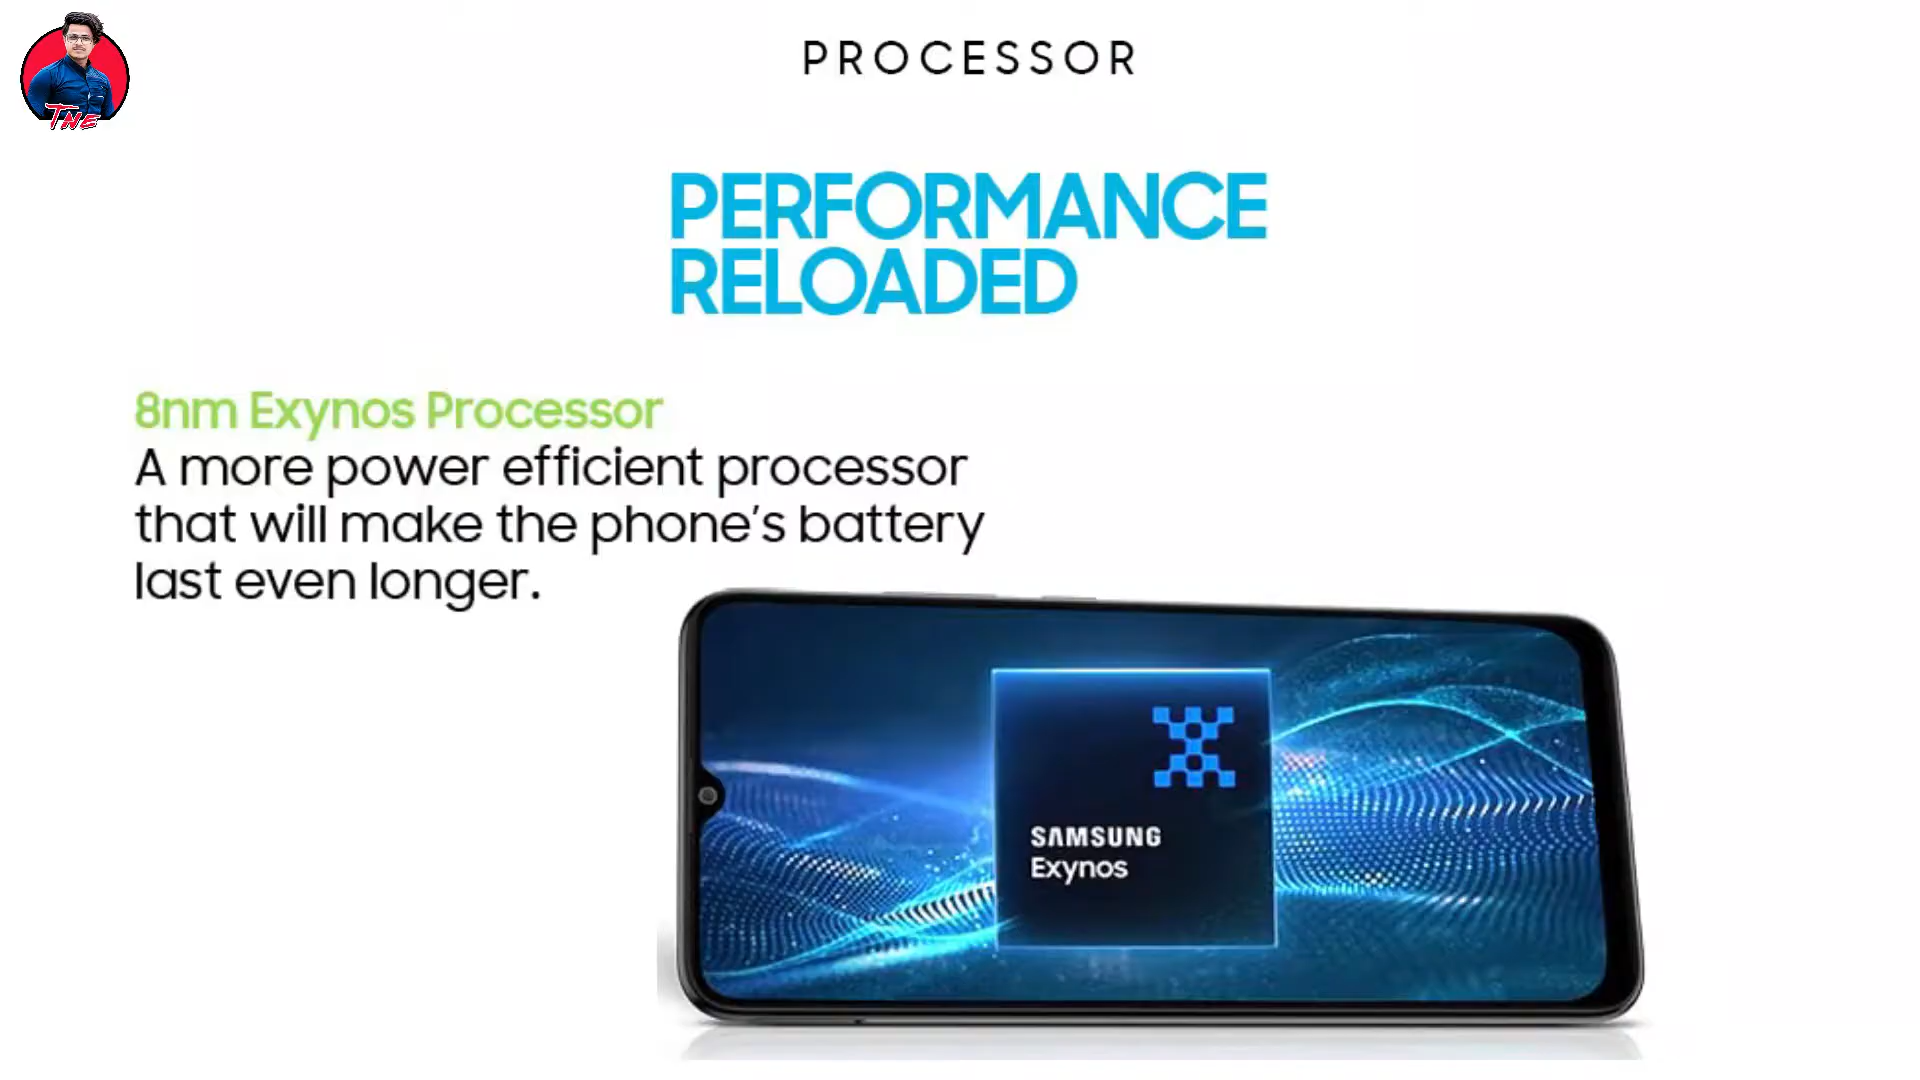 TNE
PROCESSOR
PERFORMANCE
RELOADED
8nm Exynos Processor
A more power efficient processor
that will make the phone's battery
last even longer.
SAMSUNG
Exynos